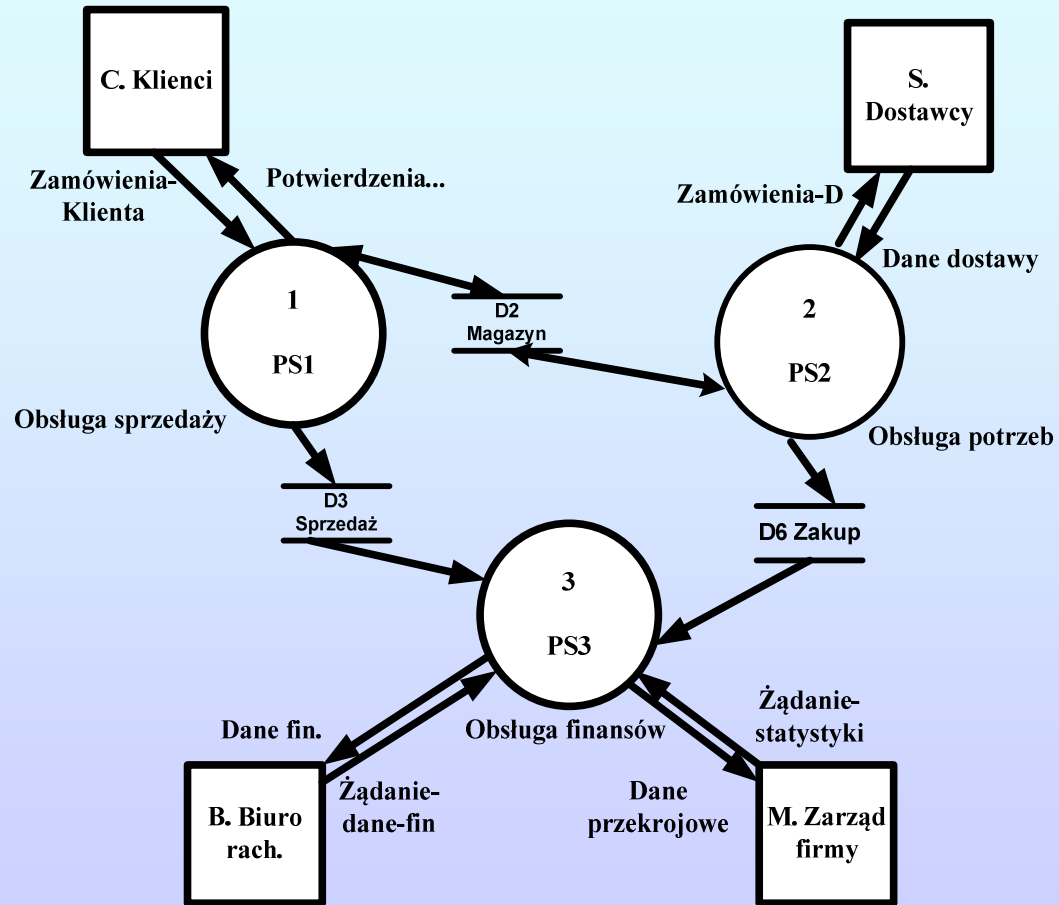 C. Klienci
S.
Dostawcy
Zamówienia-
Klienta
Potwierdzenia...
Zamówienia-D
Dane dostawy
1
PS1
D2
Magazyn
2
PS2
Obsługa sprzedaży
Obsługa potrzeb
D3
Sprzedaż
D6 Zakup
3
PS3
Obsługa finansów
Dane fin.
Żądanie-
dane-fin
Żądanie-
statystyki
Dane
przekrojowe
B. Biuro
rach.
M. Zarząd
firmy